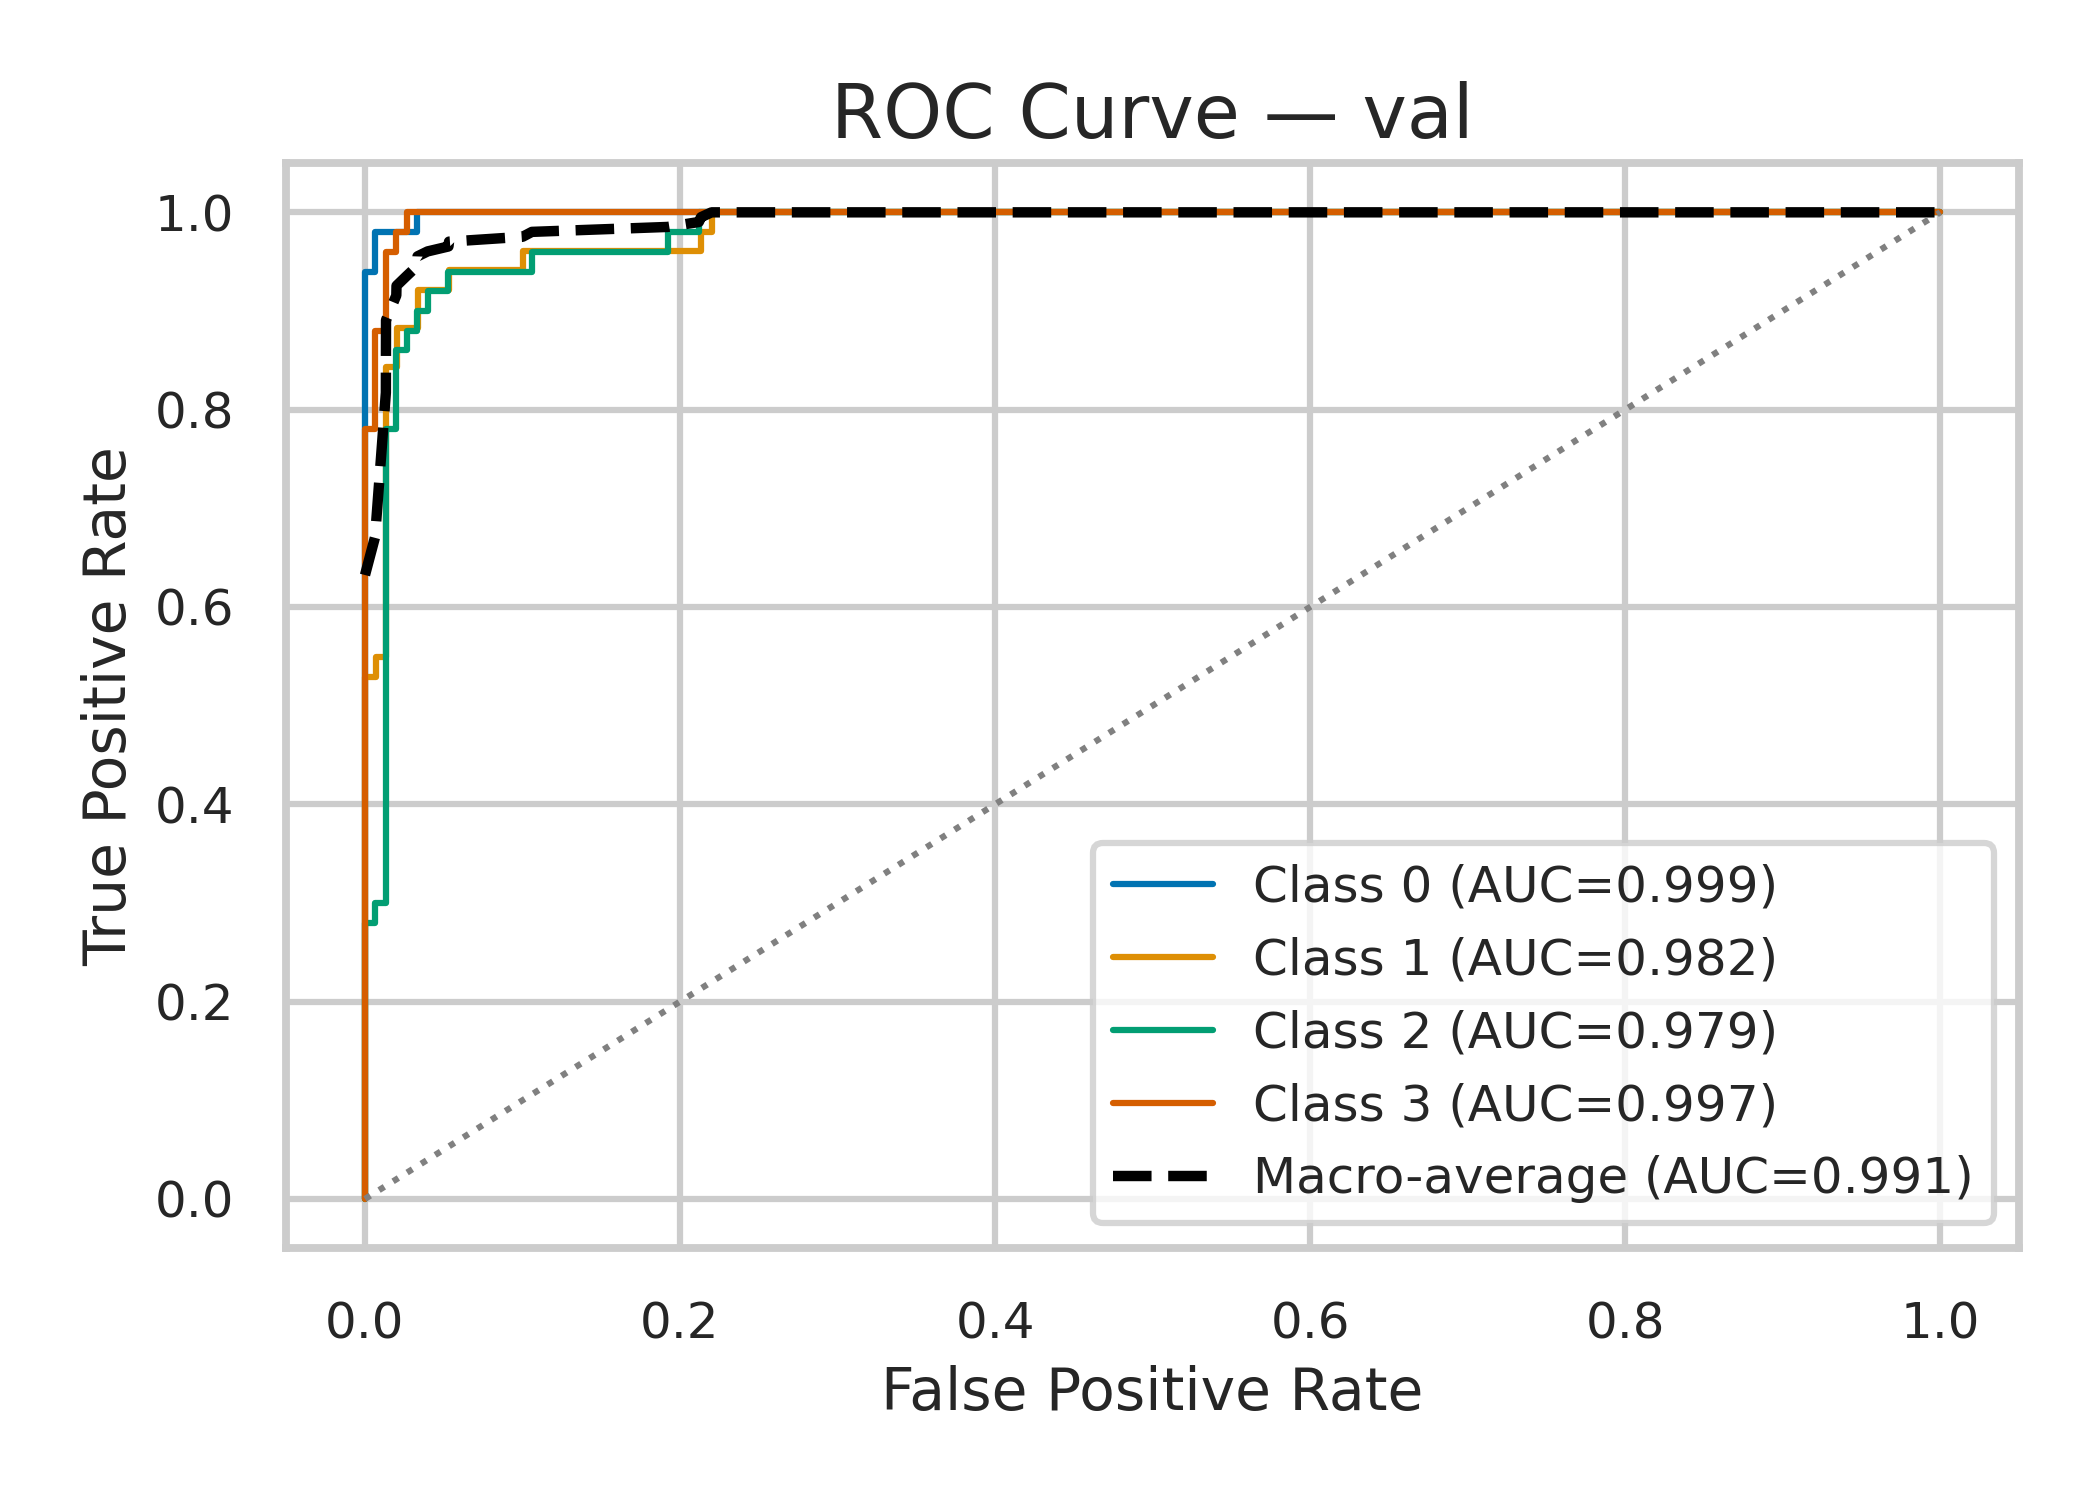 ROC Curve — val
1.0
0.8
0.6
0.4
0.2
0.0
True Positive Rate
Class 0 (AUC=0.999)
Class 1 (AUC=0.982)
Class 2 (AUC=0.979)
Class 3 (AUC=0.997)
Macro-average (AUC=0.991)
0.0 0.2 0.4 0.6 0.8 1.0
False Positive Rate